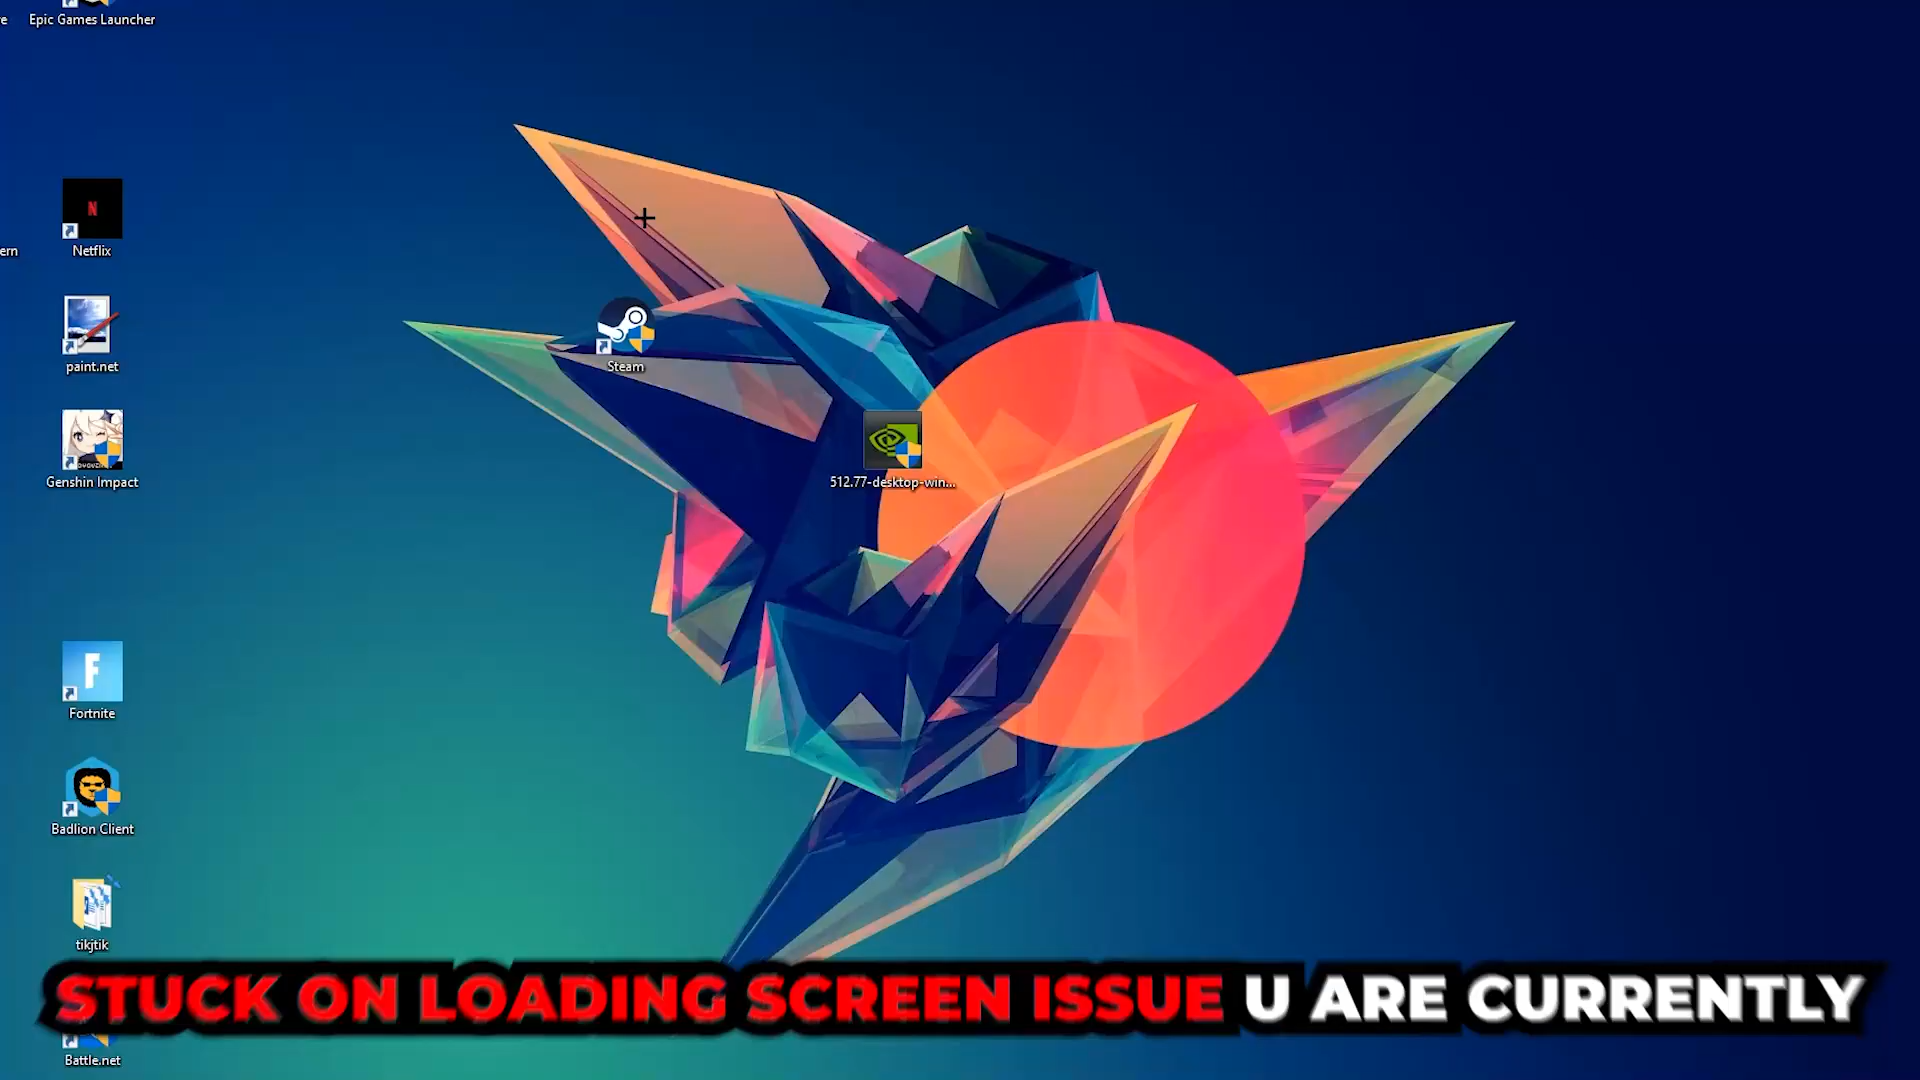 Epic Games Launcher
Netflix
ern
paint.net
Steam
Genshin Impact
512.77-desktop-win...
F
Fortnite
Badlion Client
tikjtik
STUCK ON LOADING SCREEN ISSUE U ARE CURRENTLY
Battle.net